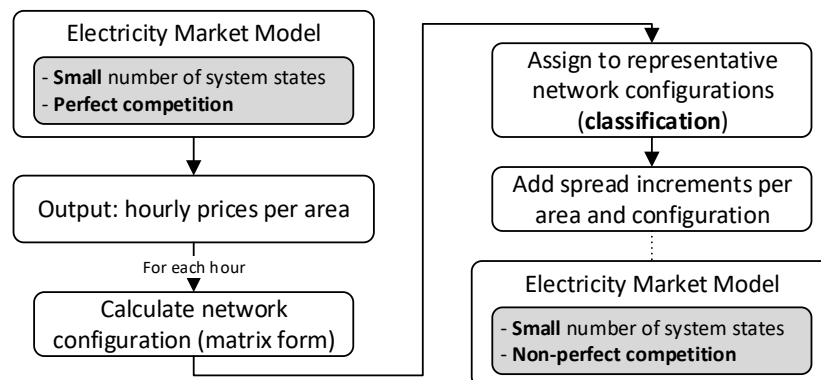 Electricity Market Model
- Small number of system states
- Perfect competition
Output: hourly prices per area
For each hour
Calculate network
configuration (matrix form)
Assign to representative
network configurations
(classification)
Add spread increments per
area and configuration
Electricity Market Model
- Small number of system states
- Non-perfect competition